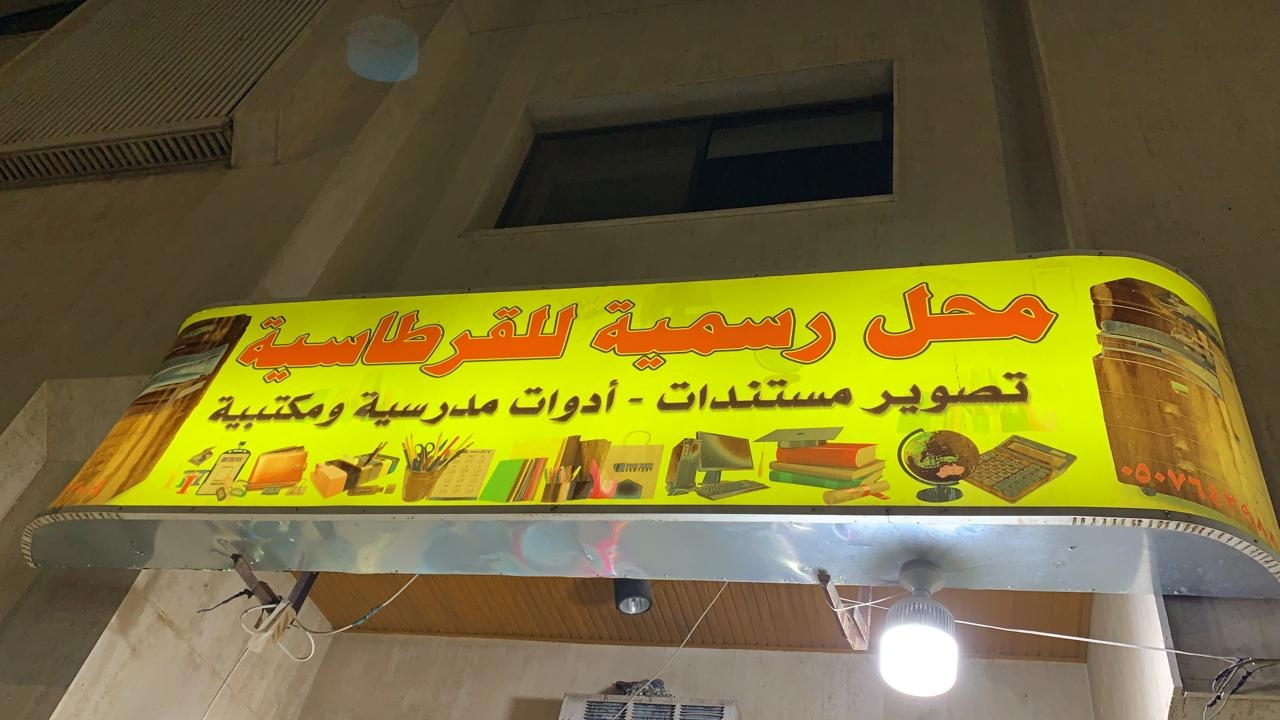 محل رسمية للقرطاسية
تصوير مستندات - أدوات مدرسية ومكتبية